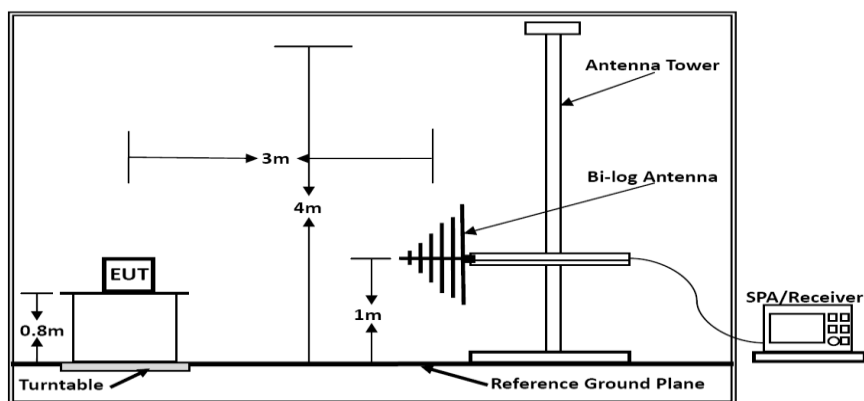 Antenna Tower
3m
Bi-log Antenna
4m
EUT
SPA/Receiver
0.8m
1m
Turntable
Reference Ground Plane